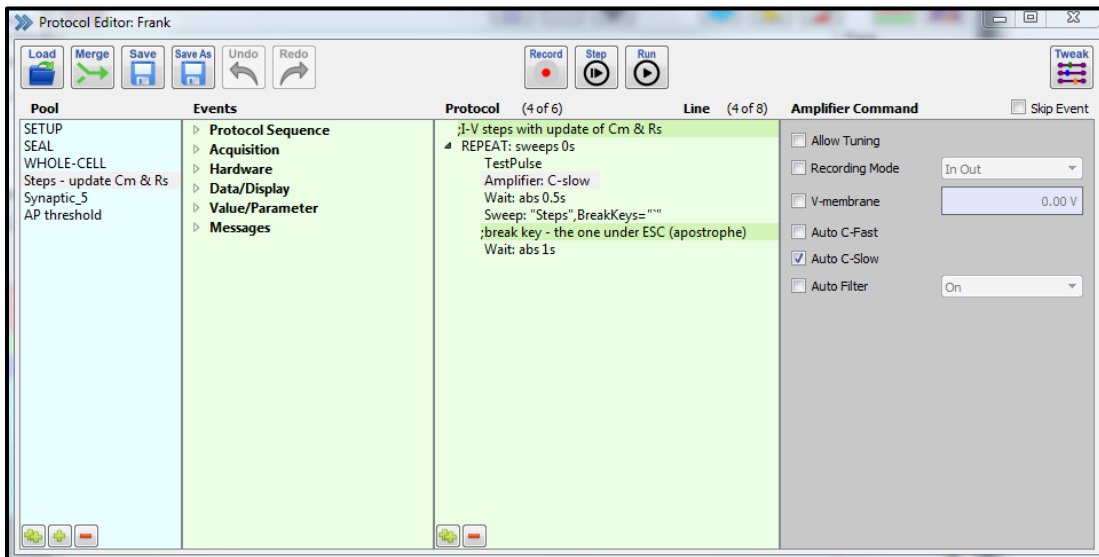 Protocol Editor: Frank
Load Merge Save Save As Undo Redo Record Step Run Tweak
Pool Events Protocol (4 of 6) Line (4 of 8) Amplifier Command Skip Event
SETUP
SEAL
WHOLE-CELL
Steps - update Cm & Rs
Synaptic_5
AP threshold
Protocol Sequence
Acquisition
Hardware
Data/Display
Value/Parameter
Messages
;I-V steps with update of Cm & Rs
REPEAT: sweeps 0s
TestPulse
Amplifier: C-slow
Wait: abs 0.5s
Sweep: "Steps",BreakKeys="`"
;break key - the one under ESC (apostrophe)
Wait: abs 1s
Allow Tuning
Recording Mode In Out
V-membrane 0.00 V
Auto C-Fast
Auto C-Slow
Auto Filter On